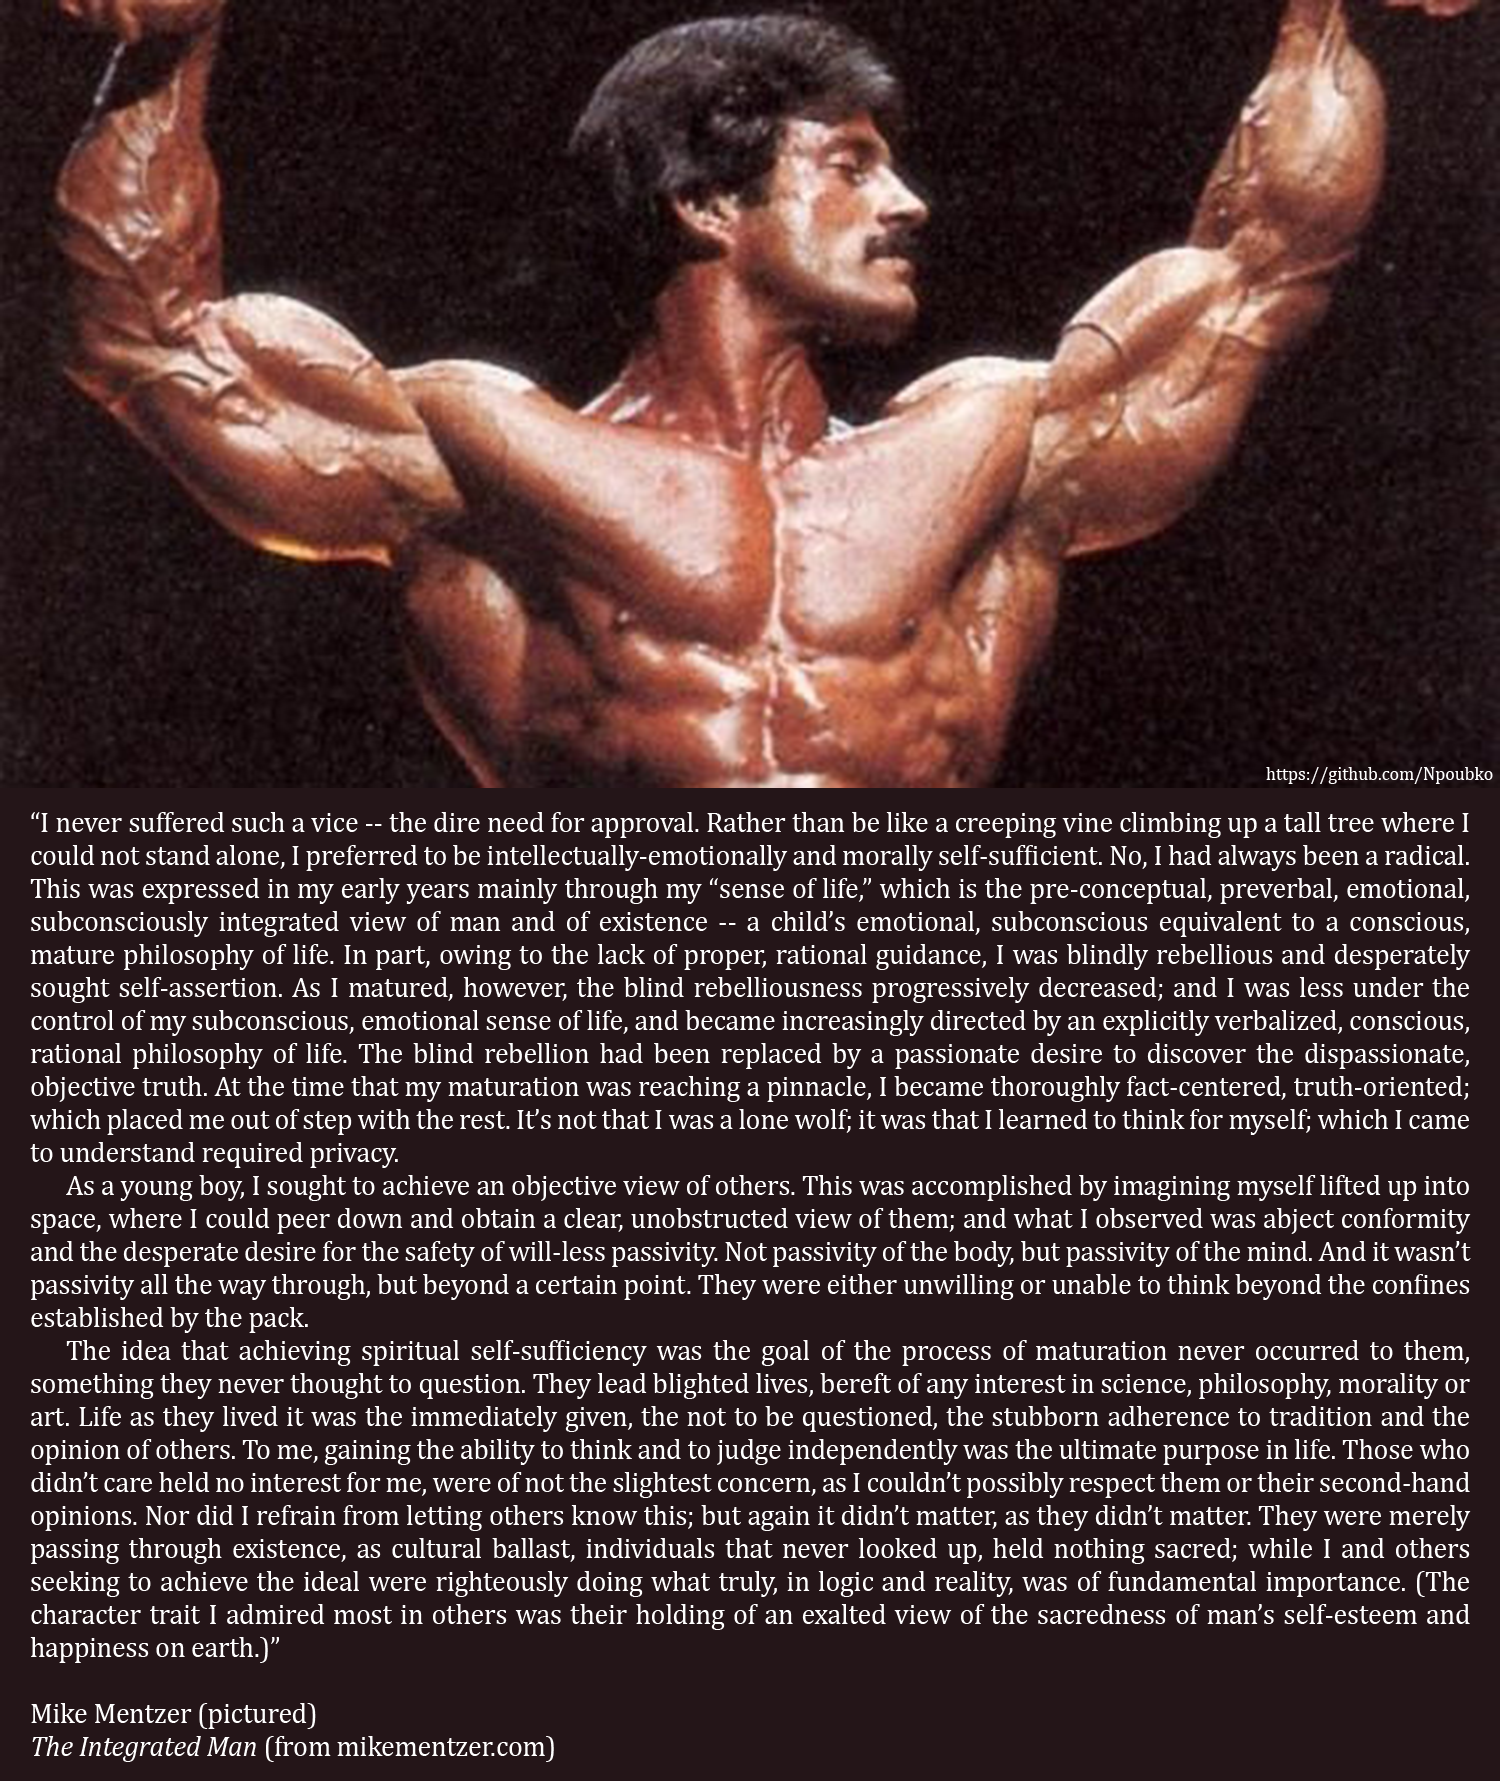 https://github.com/Npoubko
“I never suffered such a vice -- the dire need for approval. Rather than be like a creeping vine climbing up a tall tree where I
could not stand alone, I preferred to be intellectually-emotionally and morally self-sufficient. No, I had always been a radical.
This was expressed in my early years mainly through my “sense of life,” which is the pre-conceptual, preverbal, emotional,
subconsciously integrated view of man and of existence -- a child’s emotional, subconscious equivalent to a conscious,
mature philosophy of life. In part, owing to the lack of proper, rational guidance, I was blindly rebellious and desperately
sought self-assertion. As I matured, however, the blind rebelliousness progressively decreased; and I was less under the
control of my subconscious, emotional sense of life, and became increasingly directed by an explicitly verbalized, conscious,
rational philosophy of life. The blind rebellion had been replaced by a passionate desire to discover the dispassionate,
objective truth. At the time that my maturation was reaching a pinnacle, I became thoroughly fact-centered, truth-oriented;
which placed me out of step with the rest. It’s not that I was a lone wolf; it was that I learned to think for myself; which I came
to understand required privacy.
As a young boy, I sought to achieve an objective view of others. This was accomplished by imagining myself lifted up into
space, where I could peer down and obtain a clear, unobstructed view of them; and what I observed was abject conformity
and the desperate desire for the safety of will-less passivity. Not passivity of the body, but passivity of the mind. And it wasn’t
passivity all the way through, but beyond a certain point. They were either unwilling or unable to think beyond the confines
established by the pack.
The idea that achieving spiritual self-sufficiency was the goal of the process of maturation never occurred to them,
something they never thought to question. They lead blighted lives, bereft of any interest in science, philosophy, morality or
art. Life as they lived it was the immediately given, the not to be questioned, the stubborn adherence to tradition and the
opinion of others. To me, gaining the ability to think and to judge independently was the ultimate purpose in life. Those who
didn’t care held no interest for me, were of not the slightest concern, as I couldn’t possibly respect them or their second-hand
opinions. Nor did I refrain from letting others know this; but again it didn’t matter, as they didn’t matter. They were merely
passing through existence, as cultural ballast, individuals that never looked up, held nothing sacred; while I and others
seeking to achieve the ideal were righteously doing what truly, in logic and reality, was of fundamental importance. (The
character trait I admired most in others was their holding of an exalted view of the sacredness of man’s self-esteem and
happiness on earth.)”
Mike Mentzer (pictured)
The Integrated Man (from mikementzer.com)